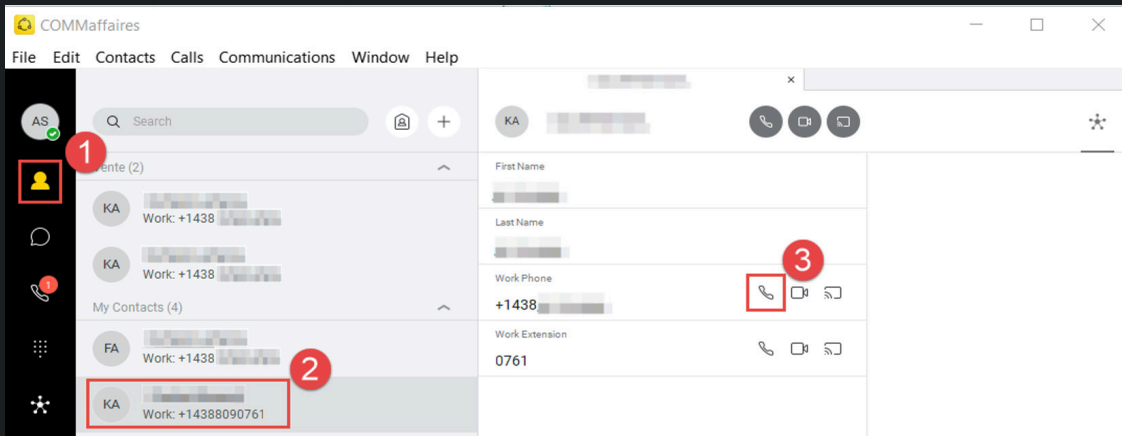 COMMaffaires
File Edit Contacts Calls Communications Window Help
AS
Search
KA
1
ente (2)
KA
Work: +1438
KA
Work: +1438
My Contacts (4)
FA
Work: +1438
KA
Work: +14388090761
2
First Name
Last Name
Work Phone
+1438
3
Work Extension
0761
1